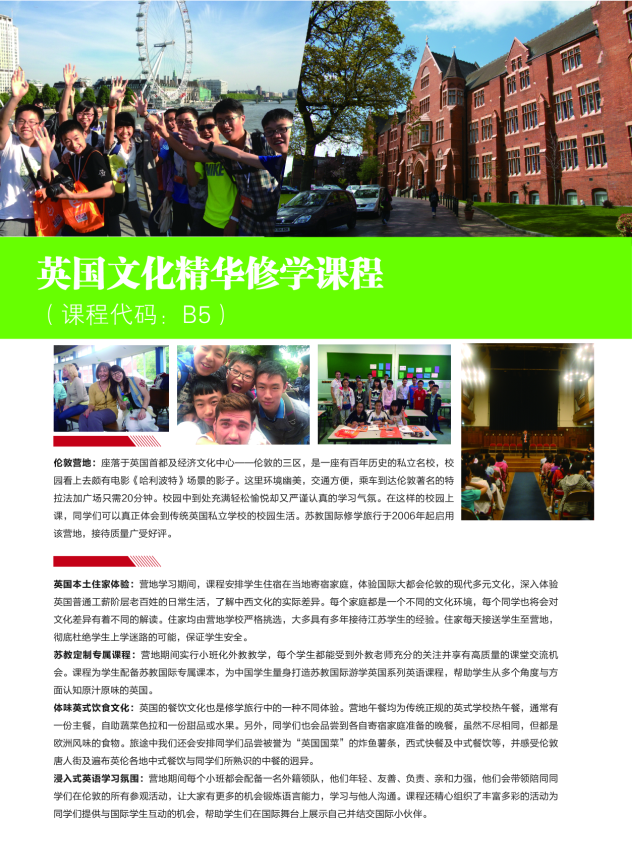 英国文化精华修学课程
（课程代码：B5）
伦敦营地：座落于英国首都及经济文化中心——伦敦的三区，是一座有百年历史的私立名校，校
园看上去颇有电影《哈利波特》场景的影子。这里环境幽美，交通方便，乘车到达伦敦著名的特
拉法加广场只需20分钟。校园中到处充满轻松愉悦却又严谨认真的学习气氛。在这样的校园上
课，同学们可以真正体会到传统英国私立学校的校园生活。苏教国际修学旅行于2006年起启用
该营地，接待质量广受好评。
英国本土住家体验：营地学习期间，课程安排学生住宿在当地寄宿家庭，体验国际大都会伦敦的现代多元文化，深入体验
英国普通工薪阶层老百姓的日常生活，了解中西文化的实际差异。每个家庭都是一个不同的文化环境，每个同学也将会对
文化差异有着不同的解读。住家均由营地学校严格挑选，大多具有多年接待江苏学生的经验。住家每天接送学生至营地，
彻底杜绝学生上学迷路的可能，保证学生安全。
苏教定制专属课程：营地期间实行小班化外教教学，每个学生都能受到外教老师充分的关注并享有高质量的课堂交流机
会。课程为学生配备苏教国际专属课本，为中国学生量身打造苏教国际游学英国系列英语课程，帮助学生从多个角度与方
面认知原汁原味的英国。
体味英式饮食文化：英国的餐饮文化也是修学旅行中的一种不同体验。营地午餐均为传统正规的英式学校热午餐，通常有
一份主餐，自助蔬菜色拉和一份甜品或水果。另外，同学们也会品尝到各自寄宿家庭准备的晚餐，虽然不尽相同，但都是
欧洲风味的食物。旅途中我们还会安排同学们品尝被誉为“英国国菜”的炸鱼薯条，西式快餐及中式餐饮等，并感受伦敦
唐人街及遍布英伦各地中式餐饮与同学们所熟识的中餐的迥异。
浸入式英语学习氛围：营地期间每个小班都会配备一名外籍领队，他们年轻、友善、负责、亲和力强，他们会带领陪同同
学们在伦敦的所有参观活动，让大家有更多的机会锻炼语言能力，学习与他人沟通。课程还精心组织了丰富多彩的活动为
同学们提供与国际学生互动的机会，帮助学生们在国际舞台上展示自己并结交国际小伙伴。